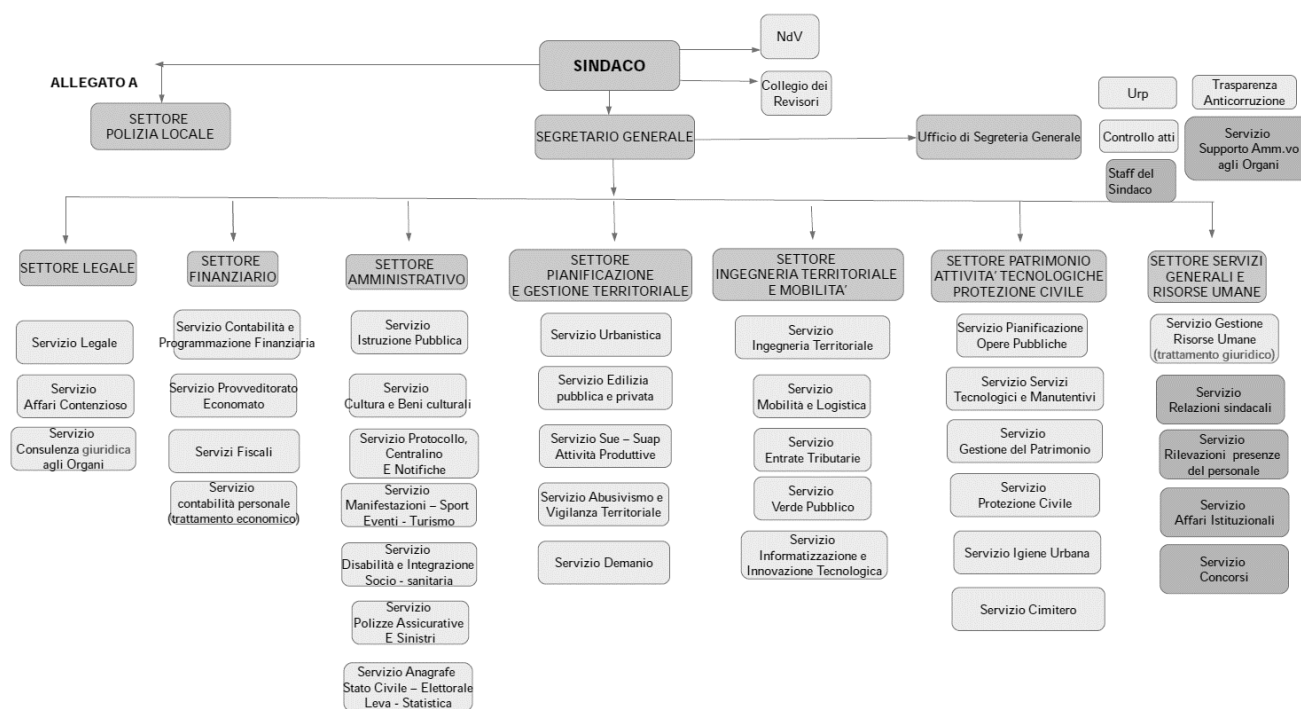 NdV
SINDACO
ALLEGATO A
Collegio dei
Revisori
Urp
Trasparenza
Anticorruzione
SETTORE
POLIZIA LOCALE
SEGRETARIO GENERALE
Ufficio di Segreteria Generale
Controllo atti
Servizio
Supporto Amm.vo
agli Organi
Staff del
Sindaco
SETTORE LEGALE
Servizio Legale
Servizio
Affari Contenzioso
Servizio
Consulenza giuridica
agli Organi
SETTORE
FINANZIARIO
Servizio Contabilità e
Programmazione Finanziaria
Servizio Provveditorato
Economato
Servizi Fiscali
Servizio
contabilità personale
(trattamento economico)
SETTORE
AMMINISTRATIVO
Servizio
Istruzione Pubblica
Servizio
Cultura e Beni culturali
Servizio Protocollo,
Centralino
E Notifiche
Servizio
Manifestazioni – Sport
Eventi - Turismo
Servizio
Disabilità e Integrazione
Socio - sanitaria
Servizio
Polizze Assicurative
E Sinistri
Servizio Anagrafe
Stato Civile – Elettorale
Leva - Statistica
SETTORE
PIANIFICAZIONE
E GESTIONE TERRITORIALE
Servizio Urbanistica
Servizio Edilizia
pubblica e privata
Servizio Sue – Suap
Attività Produttive
Servizio Abusivismo e
Vigilanza Territoriale
Servizio Demanio
SETTORE
INGEGNERIA TERRITORIALE
E MOBILITA’
Servizio
Ingegneria Territoriale
Servizio
Mobilità e Logistica
Servizio
Entrate Tributarie
Servizio
Verde Pubblico
Servizio
Informatizzazione e
Innovazione Tecnologica
SETTORE PATRIMONIO
ATTIVITA’ TECNOLOGICHE
PROTEZIONE CIVILE
Servizio Pianificazione
Opere Pubbliche
Servizio Servizi
Tecnologici e Manutentivi
Servizio
Gestione del Patrimonio
Servizio
Protezione Civile
Servizio Igiene Urbana
Servizio Cimitero
SETTORE SERVIZI
GENERALI E
RISORSE UMANE
Servizio Gestione
Risorse Umane
(trattamento giuridico)
Servizio
Relazioni sindacali
Servizio
Rilevazioni presenze
del personale
Servizio
Affari Istituzionali
Servizio
Concorsi